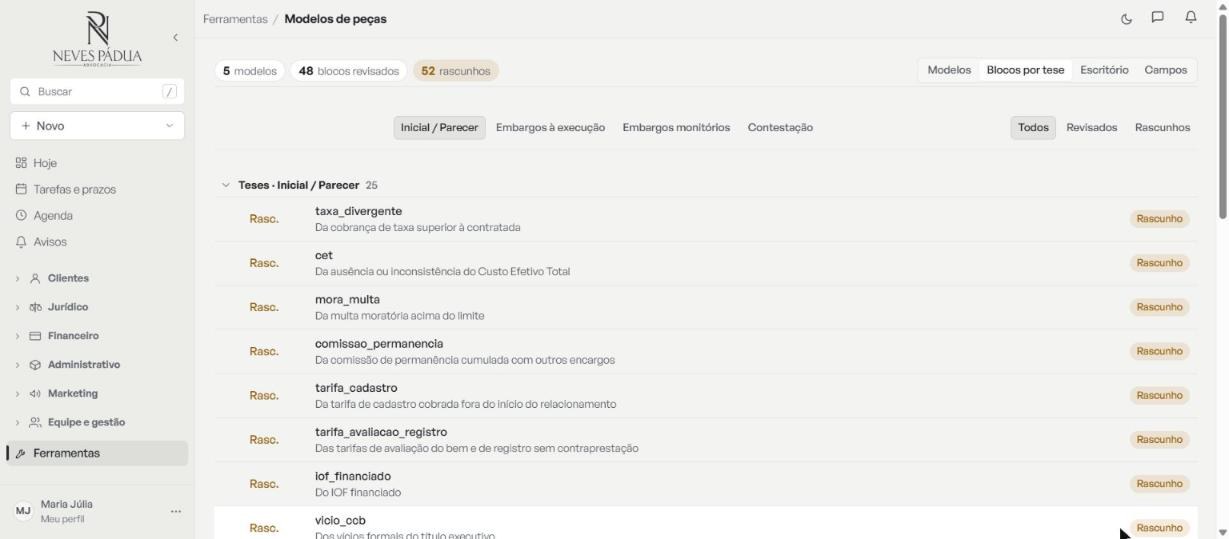 NEVES PÁDUA
ADVOCACIA
Buscar /
+ Novo
Hoje
Tarefas e prazos
Agenda
Avisos
Clientes
Jurídico
Financeiro
Administrativo
Marketing
Equipe e gestão
Ferramentas
MJ Maria Júlia
Meu perfil
Ferramentas / Modelos de peças
5 modelos 48 blocos revisados 52 rascunhos
Modelos Blocos por tese Escritório Campos
Inicial / Parecer Embargos à execução Embargos monitórios Contestação
Todos Revisados Rascunhos
Teses · Inicial / Parecer 25
Rasc. taxa_divergente Rascunho
Da cobrança de taxa superior à contratada
Rasc. cet Rascunho
Da ausência ou inconsistência do Custo Efetivo Total
Rasc. mora_multa Rascunho
Da multa moratória acima do limite
Rasc. comissao_permanencia Rascunho
Da comissão de permanência cumulada com outros encargos
Rasc. tarifa_cadastro Rascunho
Da tarifa de cadastro cobrada fora do início do relacionamento
Rasc. tarifa_avaliacao_registro Rascunho
Das tarifas de avaliação do bem e de registro sem contraprestação
Rasc. iof_financiado Rascunho
Do IOF financiado
Rasc. vicio_ccb Rascunho
Dos vícios formais do título executivo